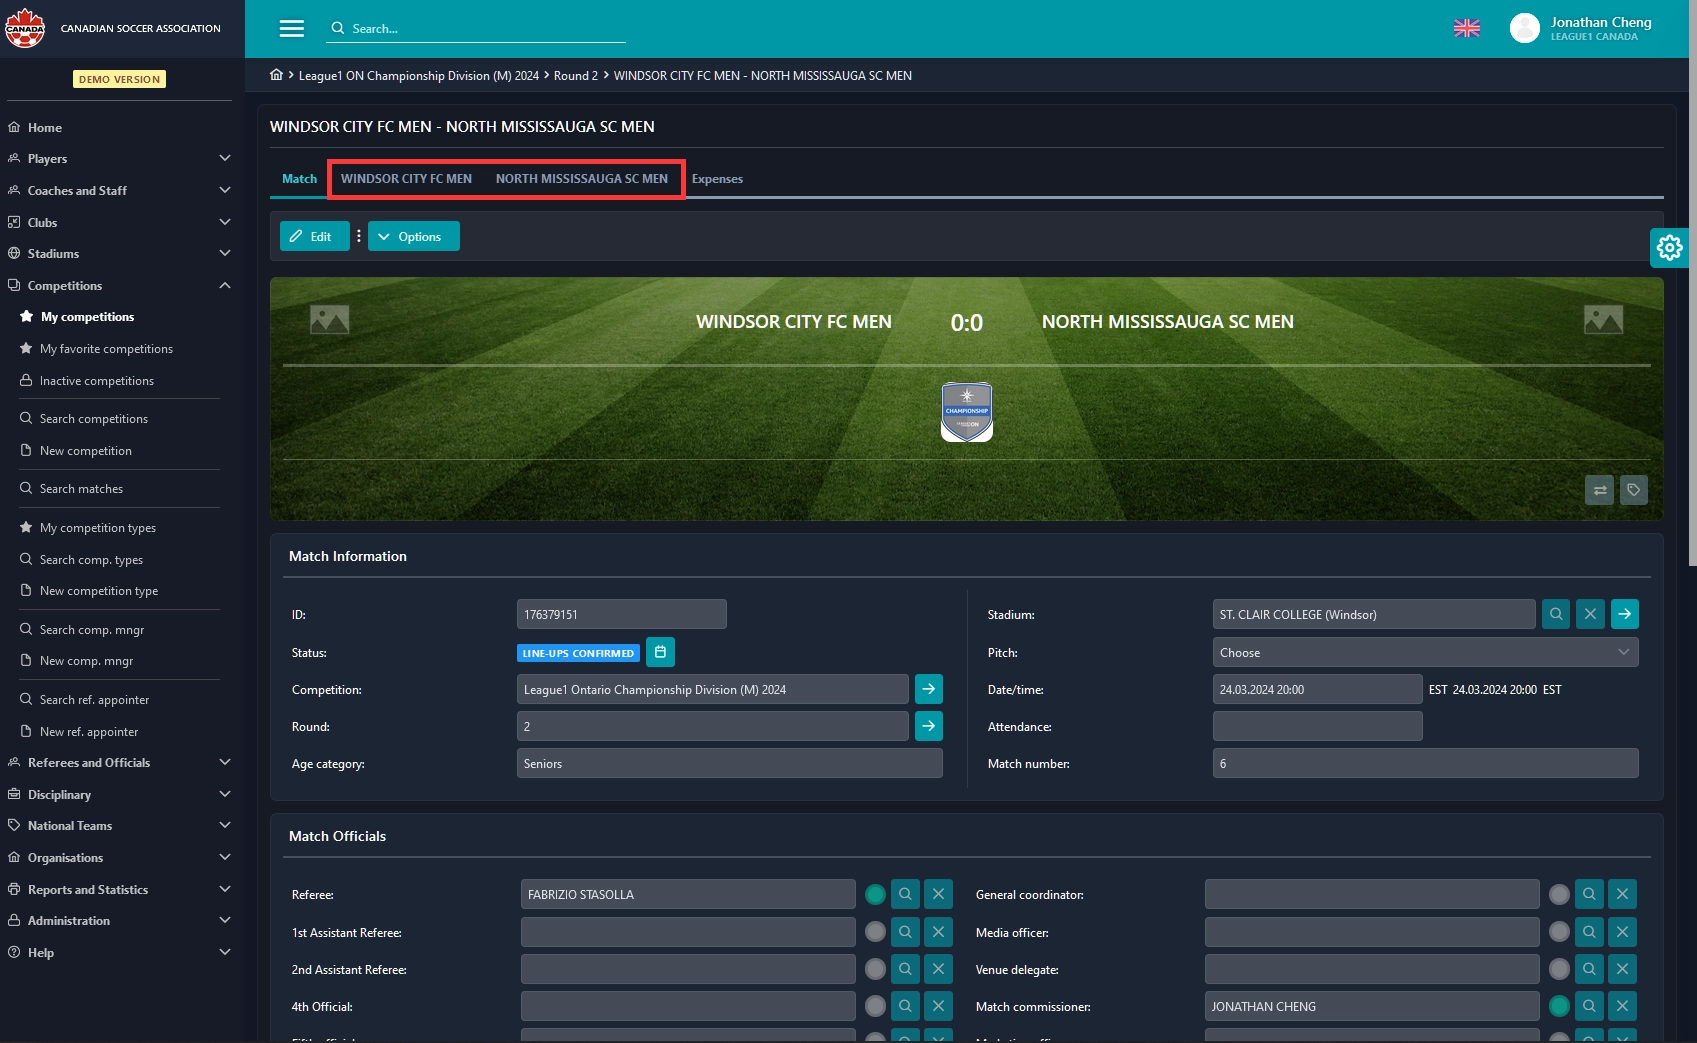 CANADA
CANADIAN SOCCER ASSOCIATION
DEMO VERSION
Home
Players
Coaches and Staff
Clubs
Stadiums
Competitions
My competitions
My favorite competitions
Inactive competitions
Search competitions
New competition
Search matches
My competition types
Search comp. types
New competition type
Search comp. mngr
New comp. mngr
Search ref. appointer
New ref. appointer
Referees and Officials
Disciplinary
National Teams
Organisations
Reports and Statistics
Administration
Help
Search...
Jonathan Cheng
LEAGUE1 CANADA
League1 ON Championship Division (M) 2024 > Round 2 > WINDSOR CITY FC MEN - NORTH MISSISSAUGA SC MEN
WINDSOR CITY FC MEN - NORTH MISSISSAUGA SC MEN
Match WINDSOR CITY FC MEN NORTH MISSISSAUGA SC MEN Expenses
Edit Options
WINDSOR CITY FC MEN 0:0 NORTH MISSISSAUGA SC MEN
CHAMPIONSHIP
Match Information
ID: 176379151
Status: LINE-UPS CONFIRMED
Competition: League1 Ontario Championship Division (M) 2024
Round: 2
Age category: Seniors
Stadium: ST. CLAIR COLLEGE (Windsor)
Pitch: Choose
Date/time: 24.03.2024 20:00 EST 24.03.2024 20:00 EST
Attendance:
Match number: 6
Match Officials
Referee: FABRIZIO STASOLLA
1st Assistant Referee:
2nd Assistant Referee:
4th Official:
General coordinator:
Media officer:
Venue delegate:
Match commissioner: JONATHAN CHENG